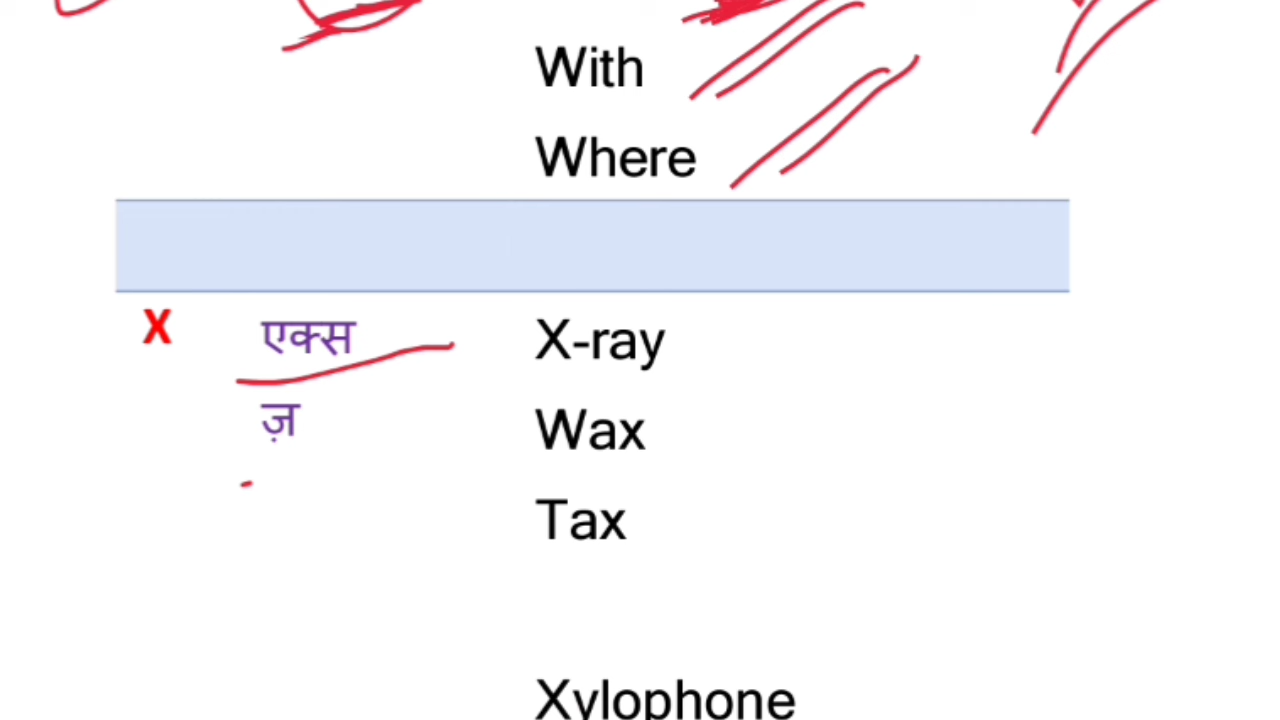 With
Where
X एक्स X-ray
ज़ Wax
Tax
Xylophone